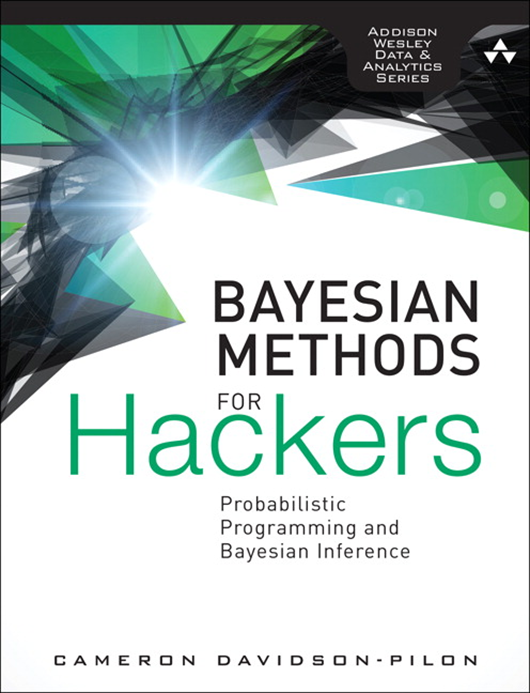 ADDISON
WESLEY
DATA &
ANALYTICS
SERIES
BAYESIAN
METHODS
FOR
Hackers
Probabilistic
Programming and
Bayesian Inference
CAMERON DAVIDSON-PILON